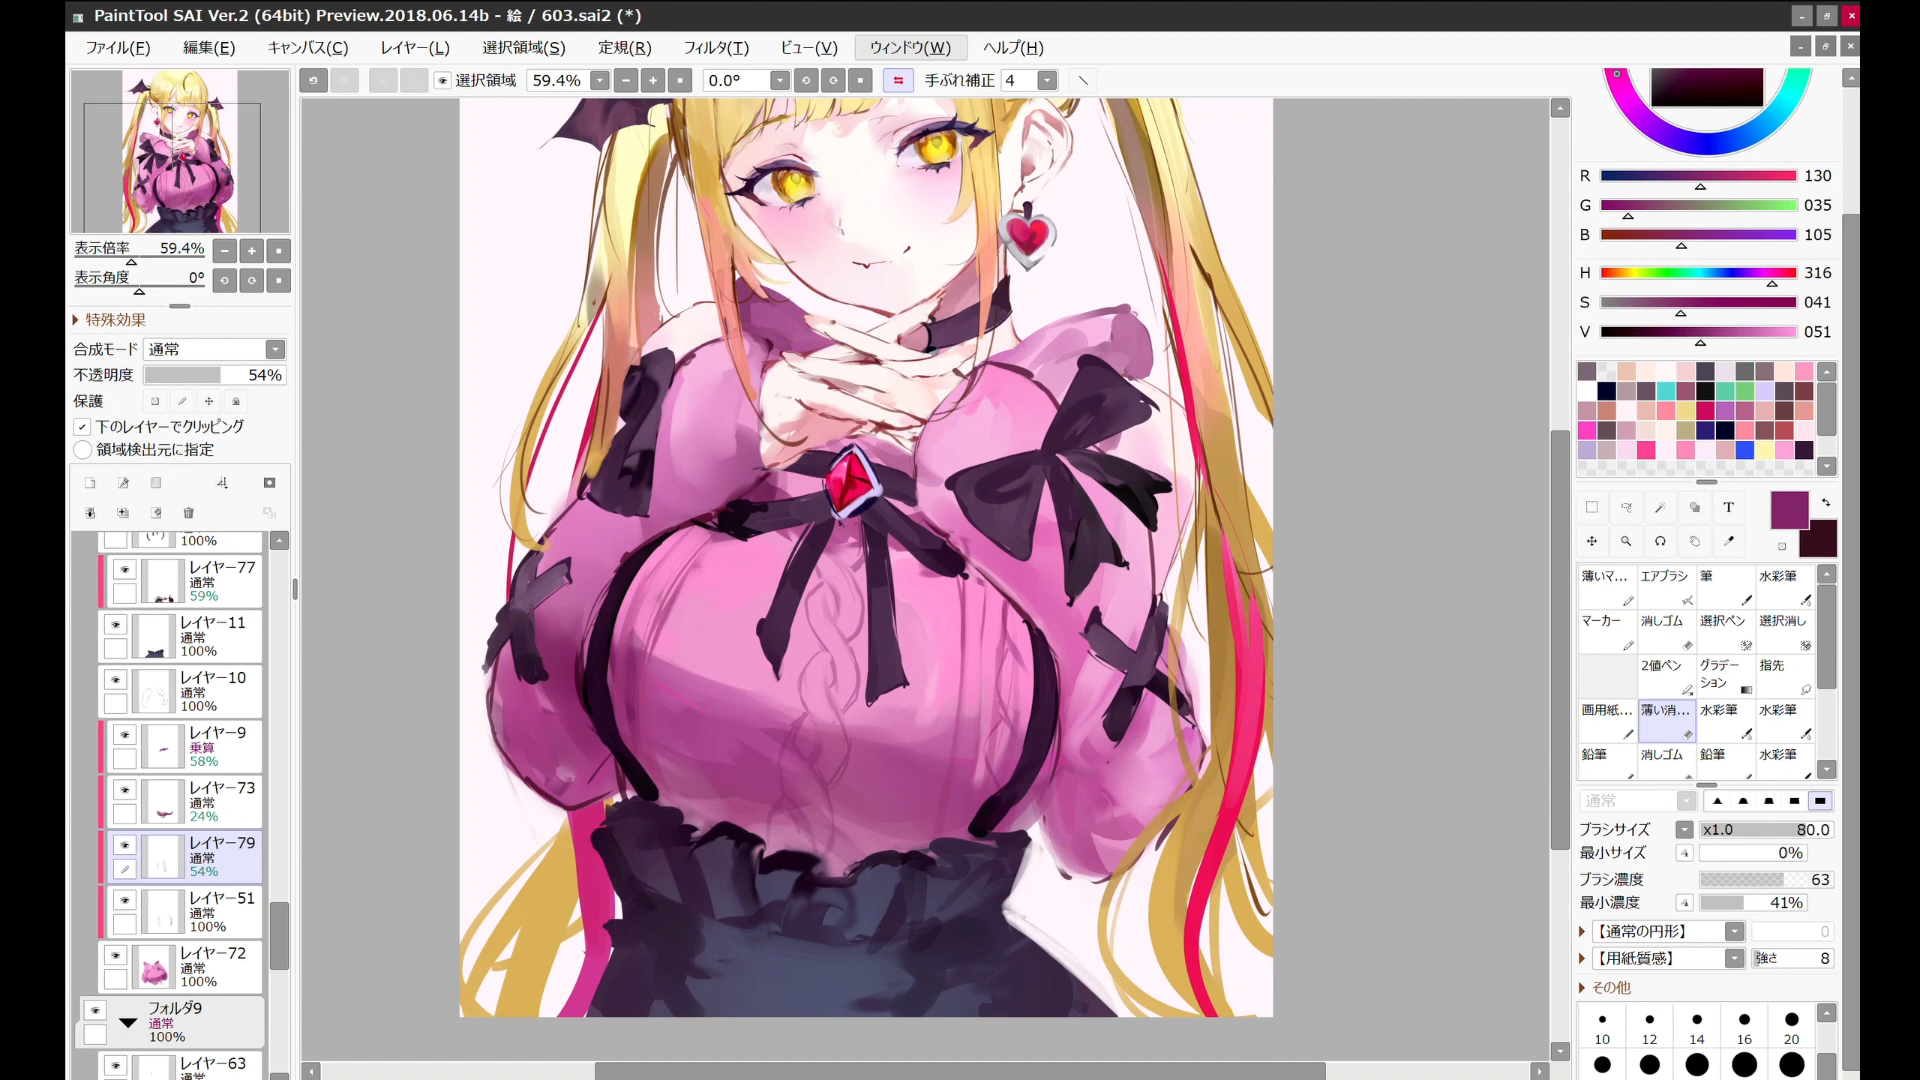 PaintTool SAI Ver.2 (64bit) Preview.2018.06.14b - 絵 / 603.sai2 (*)
ファイル(F) 編集(E) キャンバス(C) レイヤー(L) 選択領域(S) 定規(R) フィルタ(T) ビュー(V) ウィンドウ(W) ヘルプ(H)
選択領域 59.4% 0.0° 手ぶれ補正 4
表示倍率 59.4%
表示角度 0°
特殊効果
合成モード 通常
不透明度 54%
保護
下のレイヤーでクリッピング
領域検出元に指定
100%
レイヤー77
通常
59%
レイヤー11
通常
100%
レイヤー10
通常
100%
レイヤー9
乗算
58%
レイヤー73
通常
24%
レイヤー79
通常
54%
レイヤー51
通常
100%
レイヤー72
通常
100%
フォルダ9
通常
100%
レイヤー63
通常
R 130
G 035
B 105
H 316
S 041
V 051
T
薄いマ... エアブラシ 筆 水彩筆
マーカー 消しゴム 選択ペン 選択消し
2値ペン グラデーション 指先
画用紙... 薄い消... 水彩筆 水彩筆
鉛筆 消しゴム 鉛筆 水彩筆
通常
ブラシサイズ x1.0 80.0
最小サイズ 0%
ブラシ濃度 63
最小濃度 41%
【通常の円形】 0
【用紙質感】 強さ 8
その他
10 12 14 16 20